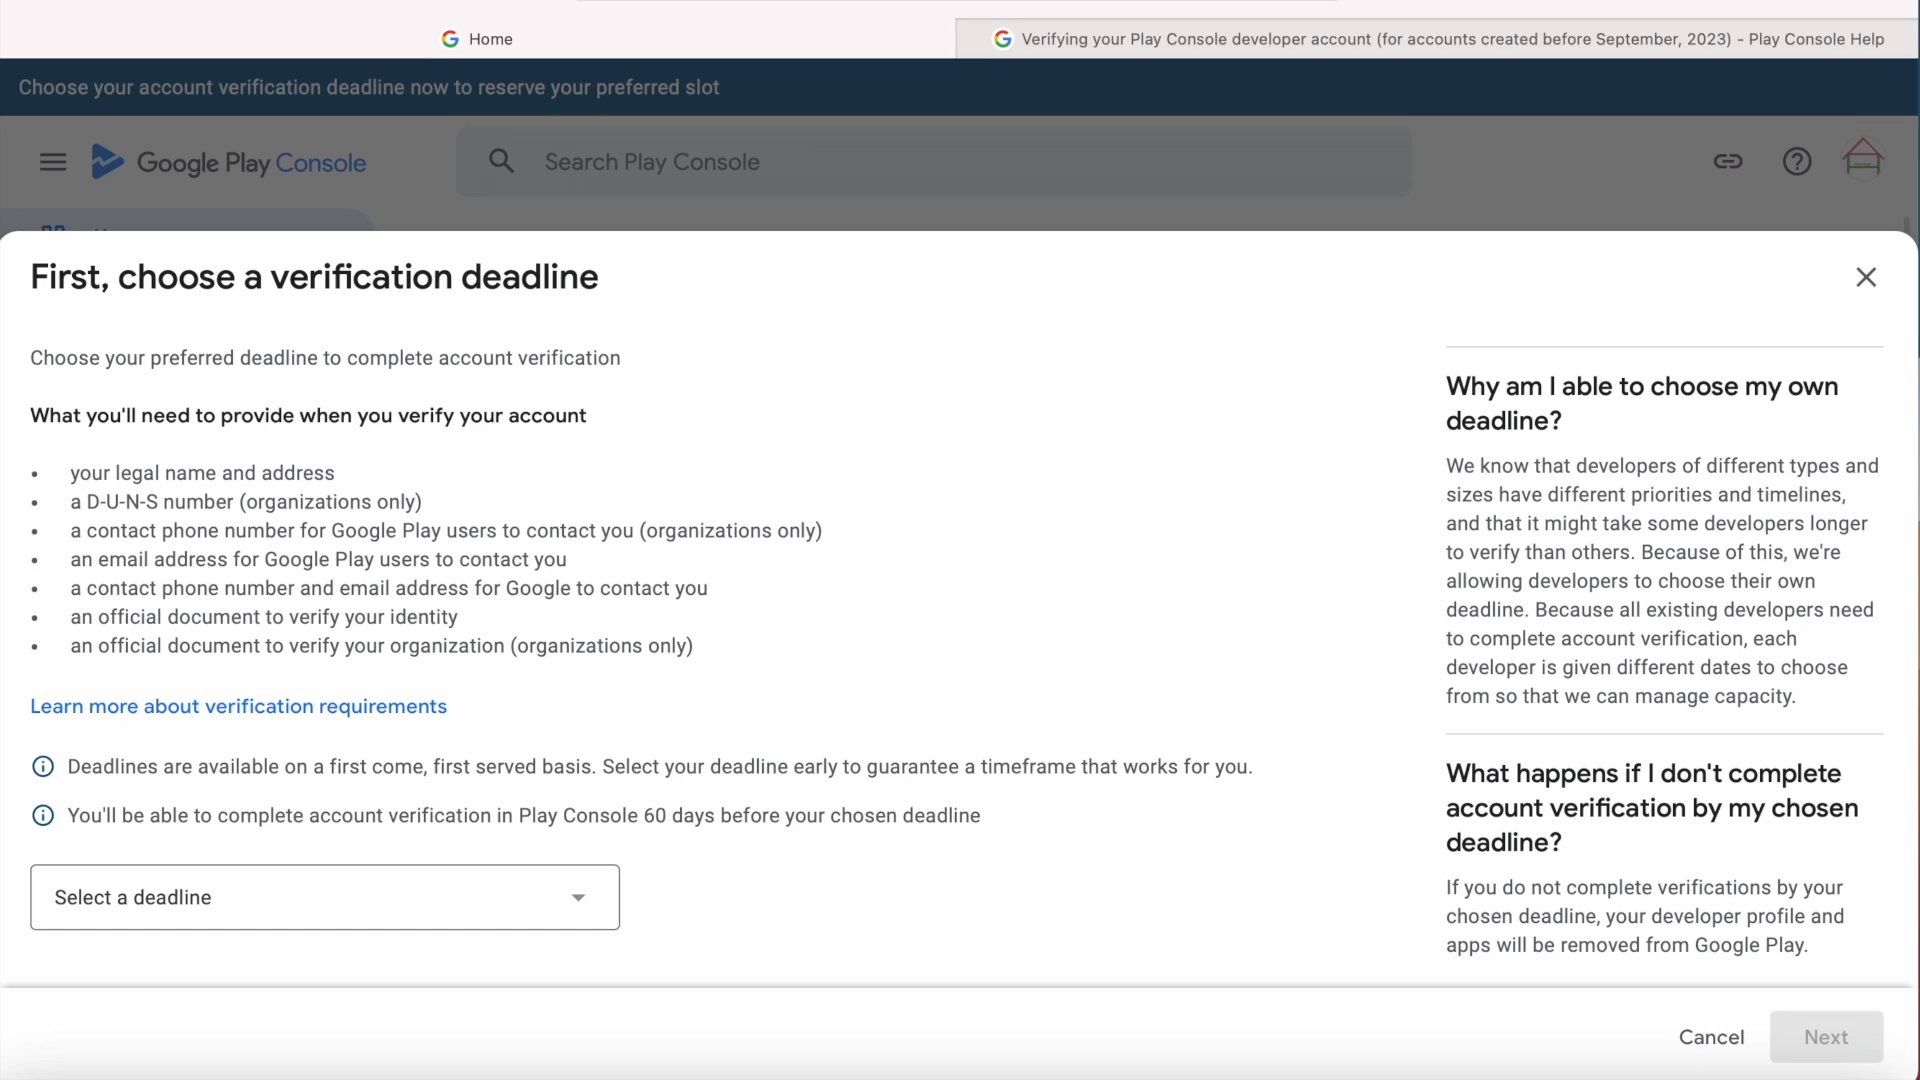 Home
Verifying your Play Console developer account (for accounts created before September, 2023) - Play Console Help
Choose your account verification deadline now to reserve your preferred slot
Google Play Console
Search Play Console
First, choose a verification deadline
Choose your preferred deadline to complete account verification
What you'll need to provide when you verify your account
• your legal name and address
• a D-U-N-S number (organizations only)
• a contact phone number for Google Play users to contact you (organizations only)
• an email address for Google Play users to contact you
• a contact phone number and email address for Google to contact you
• an official document to verify your identity
• an official document to verify your organization (organizations only)
Learn more about verification requirements
Deadlines are available on a first come, first served basis. Select your deadline early to guarantee a timeframe that works for you.
You'll be able to complete account verification in Play Console 60 days before your chosen deadline
Select a deadline
Why am I able to choose my own
deadline?
We know that developers of different types and
sizes have different priorities and timelines,
and that it might take some developers longer
to verify than others. Because of this, we're
allowing developers to choose their own
deadline. Because all existing developers need
to complete account verification, each
developer is given different dates to choose
from so that we can manage capacity.
What happens if I don't complete
account verification by my chosen
deadline?
If you do not complete verifications by your
chosen deadline, your developer profile and
apps will be removed from Google Play.
Cancel
Next